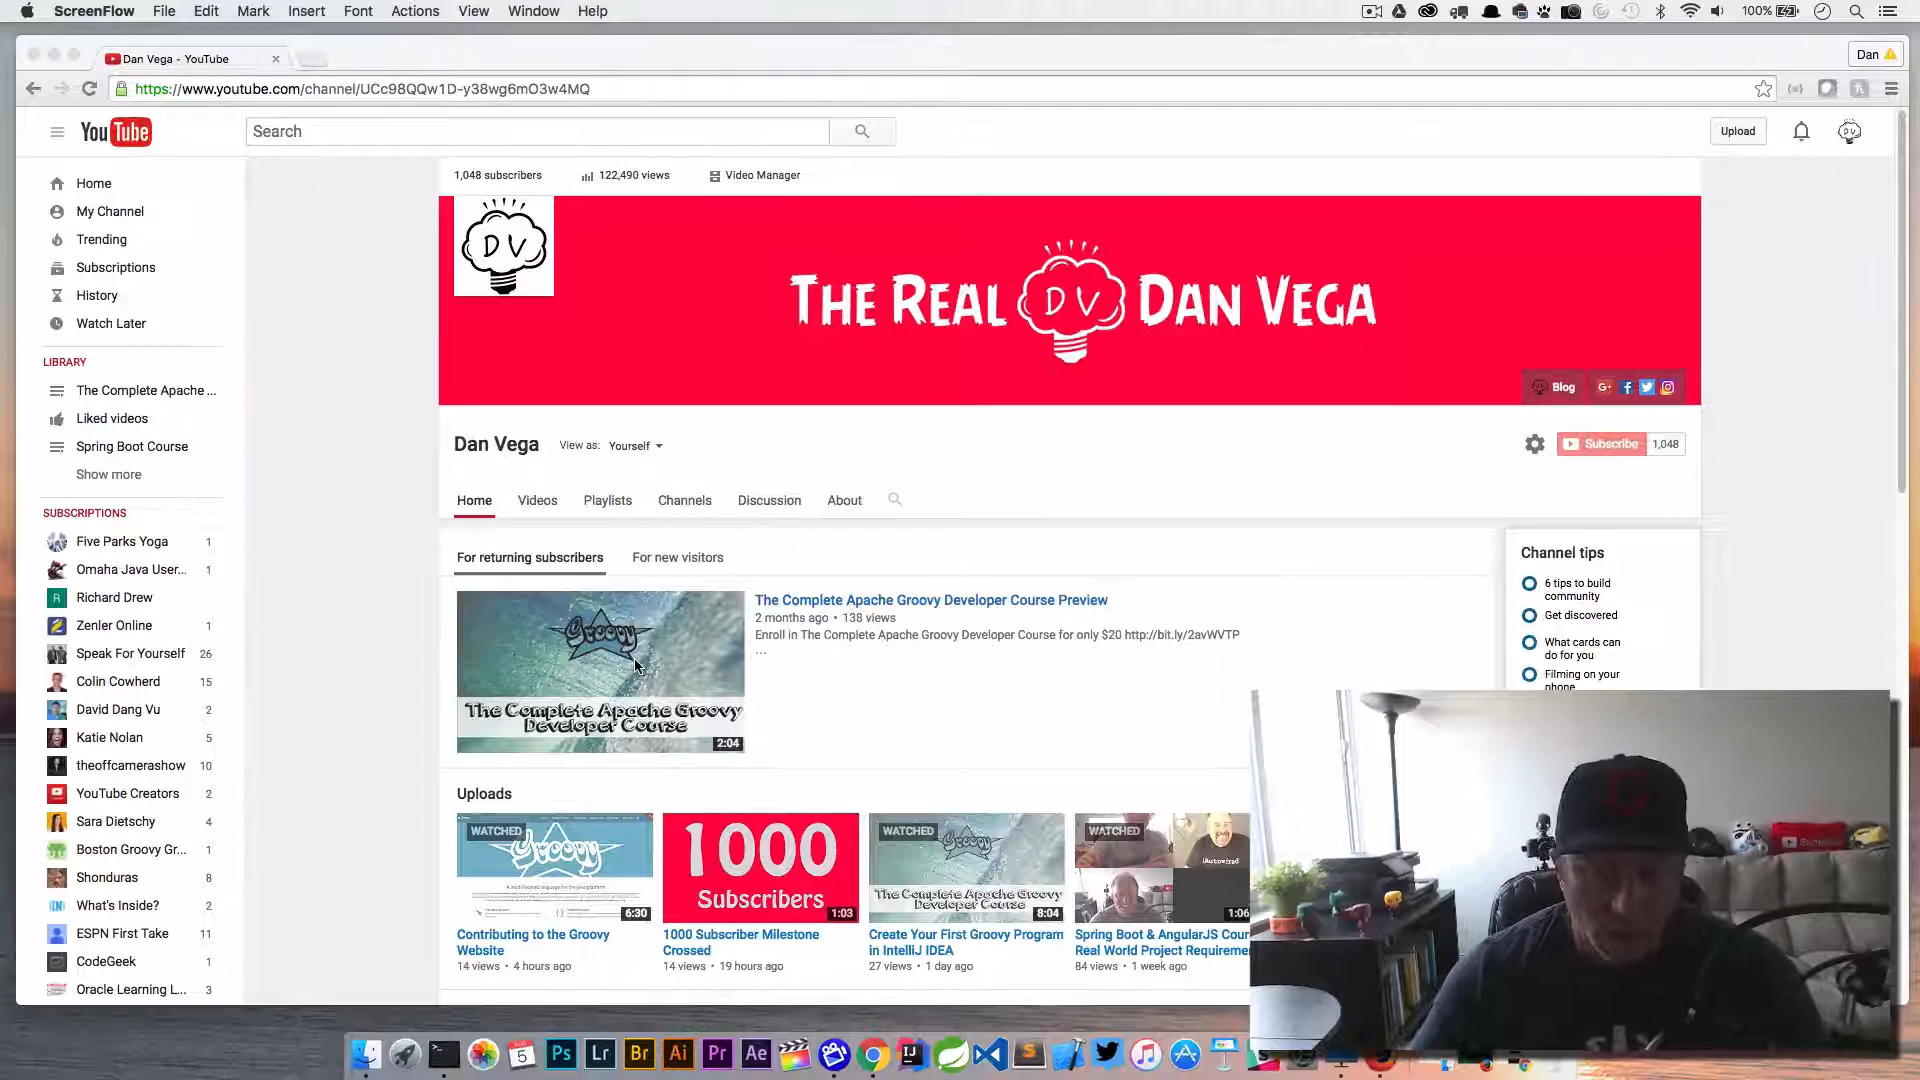 ScreenFlow File Edit Mark Insert Font Actions View Window Help 100%
Dan Vega - YouTube
Dan
https://www.youtube.com/channel/UCc98QQw1D-y38wg6mO3w4MQ
YouTube
Search
Upload
DV
Home
My Channel
Trending
Subscriptions
History
Watch Later
LIBRARY
The Complete Apache ...
Liked videos
Spring Boot Course
Show more
SUBSCRIPTIONS
Five Parks Yoga 1
Omaha Java User... 1
R Richard Drew
Zenler Online 1
Speak For Yourself 26
Colin Cowherd 15
David Dang Vu 2
Katie Nolan 5
theoffcamerashow 10
YouTube Creators 2
Sara Dietschy 4
Boston Groovy Gr... 1
Shonduras 8
What's Inside? 2
ESPN First Take 11
CodeGeek 1
Oracle Learning L... 3
1,048 subscribers 122,490 views Video Manager
DV
THE REAL DV DAN VEGA
Blog G+
Dan Vega View as: Yourself
Subscribe 1,048
Home Videos Playlists Channels Discussion About
For returning subscribers For new visitors
Groovy
The Complete Apache Groovy
Developer Course
2:04
The Complete Apache Groovy Developer Course Preview
2 months ago • 138 views
Enroll in The Complete Apache Groovy Developer Course for only $20 http://bit.ly/2avWVTP
...
Channel tips
6 tips to build
community
Get discovered
What cards can
do for you
Filming on your
phone
Uploads
WATCHED
Groovy
6:30
Contributing to the Groovy
Website
14 views • 4 hours ago
1000
Subscribers
1:03
1000 Subscriber Milestone
Crossed
14 views • 19 hours ago
WATCHED
Groovy
The Complete Apache Groovy
Developer Course
8:04
Create Your First Groovy Program
in IntelliJ IDEA
27 views • 1 day ago
WATCHED
iAutowired
1:06
Spring Boot & AngularJS Cour
Real World Project Requireme
84 views • 1 week ago
AUG
5
Ps Lr Br Ai Pr Ae IJ S